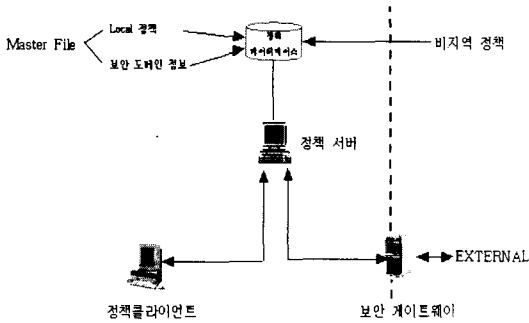 Local 정책
Master File
보안 도메인 정보
정책
데이터베이스
비지역 정책
정책 서버
EXTERNAL
정책클라이언트
보안 게이트웨이